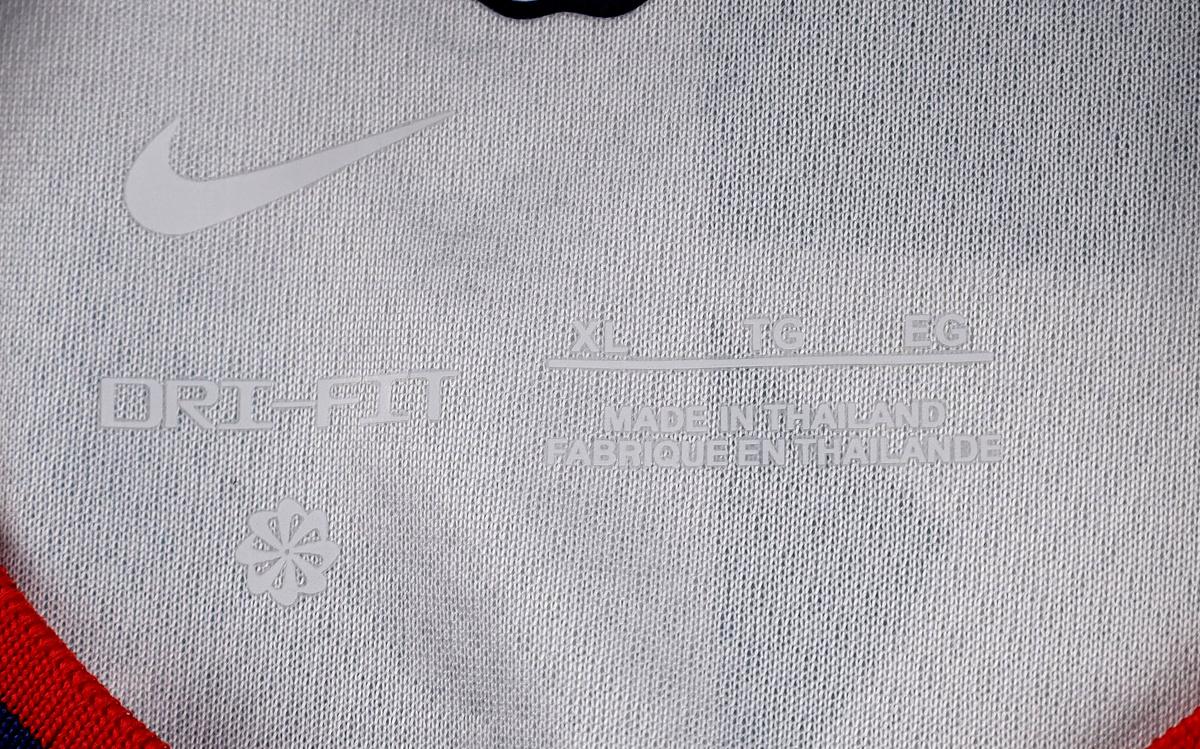 DRI-FIT
XL TG EG
MADE IN THAILAND
FABRIQUE EN THAILANDE